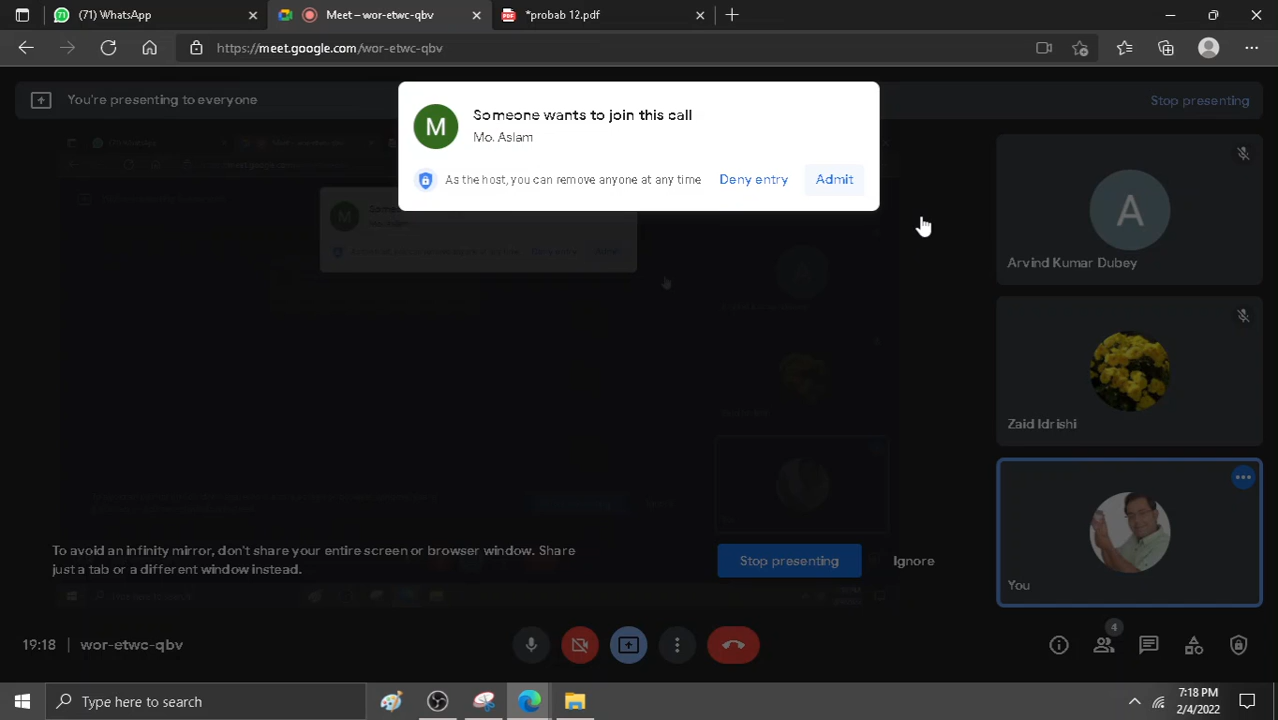 (71) WhatsApp
Meet – wor-etwc-qbv
*probab 12.pdf
https://meet.google.com/wor-etwc-qbv
You're presenting to everyone
Stop presenting
M
Someone wants to join this call
Mo. Aslam
As the host, you can remove anyone at any time
Deny entry
Admit
A
Arvind Kumar Dubey
Zaid Idrishi
To avoid an infinity mirror, don't share your entire screen or browser window. Share
just a tab or a different window instead.
Stop presenting
Ignore
You
19:18 | wor-etwc-qbv
4
Type here to search
7:18 PM
2/4/2022